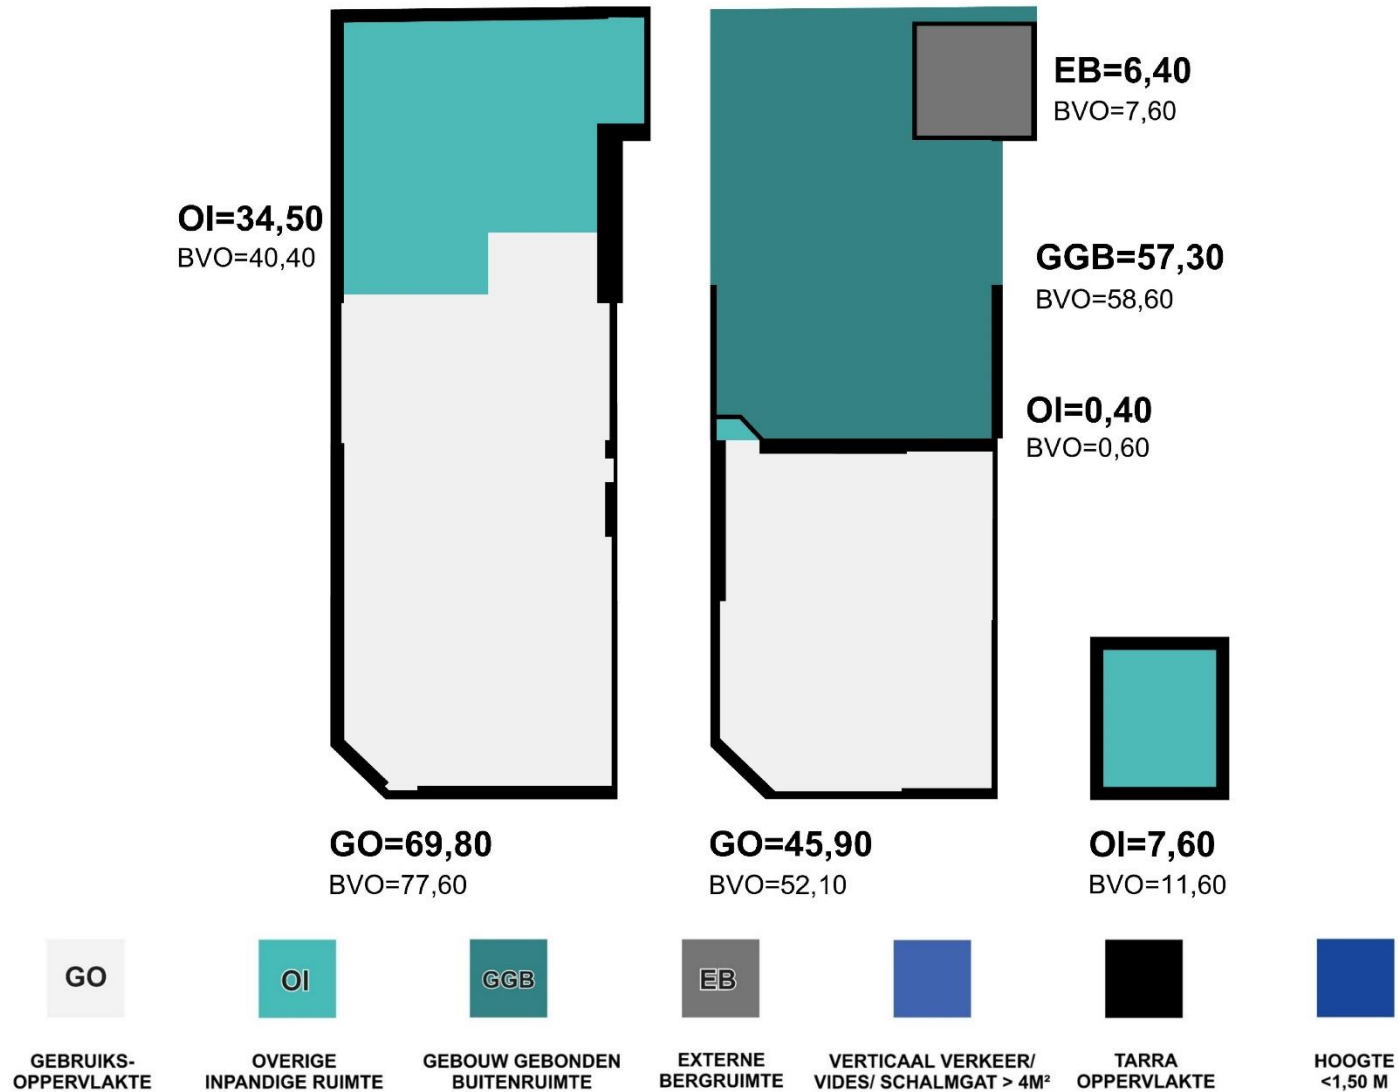 EB=6,40
BVO=7,60
OI=34,50
BVO=40,40
GGB=57,30
BVO=58,60
OI=0,40
BVO=0,60
GO=69,80
BVO=77,60
GO=45,90
BVO=52,10
OI=7,60
BVO=11,60
GO
OI
GGB
EB
GEBRUIKS-
OPPERVLAKTE
OVERIGE
INPANDIGE RUIMTE
GEBOUW GEBONDEN
BUITENRUIMTE
EXTERNE
BERGRUIMTE
VERTICAAL VERKEER/
VIDES/ SCHALMGAT > 4M²
TARRA
OPPERVLAKTE
HOOGTE
<1,50 M